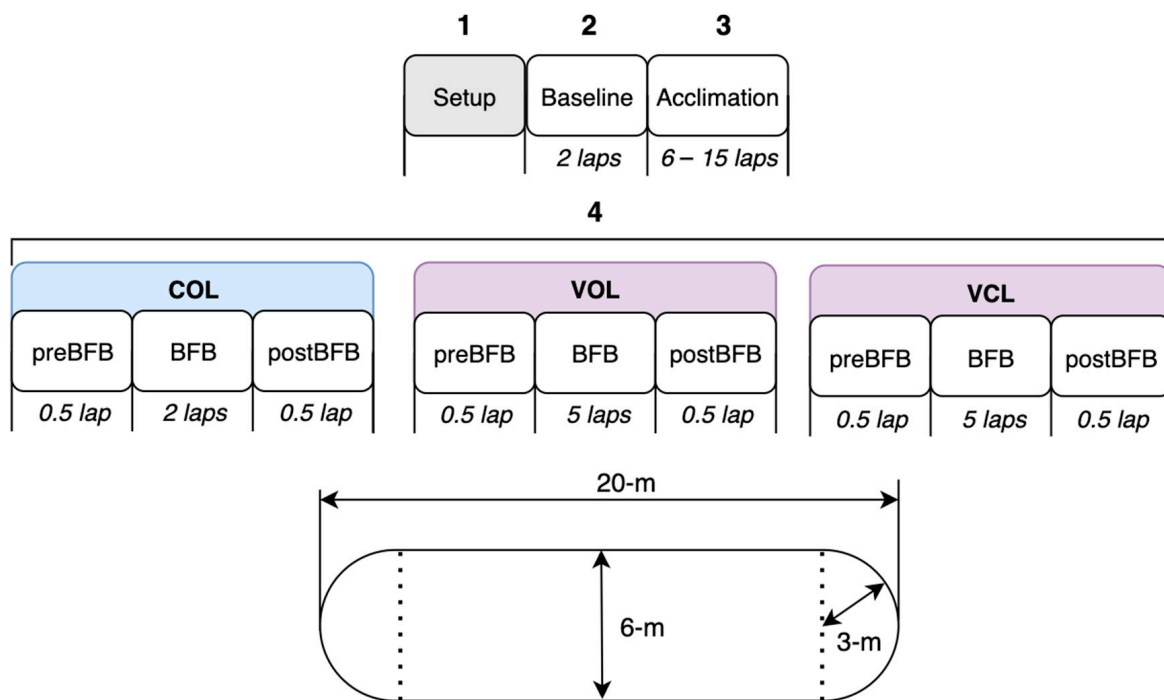 1 2 3
Setup Baseline Acclimation
2 laps 6 – 15 laps
4
COL VOL VCL
preBFB BFB postBFB preBFB BFB postBFB preBFB BFB postBFB
0.5 lap 2 laps 0.5 lap 0.5 lap 5 laps 0.5 lap 0.5 lap 5 laps 0.5 lap
20-m
6-m
3-m